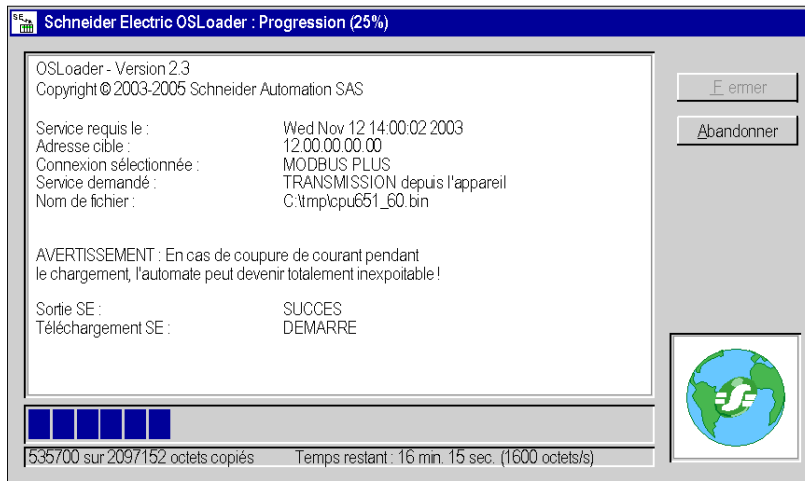 Schneider Electric OSLoader : Progression (25%)
OSLoader - Version 2.3
Copyright © 2003-2005 Schneider Automation SAS
Service requis le : Wed Nov 12 14:00:02 2003
Adresse cible : 12.00.00.00.00
Connexion sélectionnée : MODBUS PLUS
Service demandé : TRANSMISSION depuis l'appareil
Nom de fichier : C:\tmp\cpu651_60.bin
AVERTISSEMENT : En cas de coupure de courant pendant
le chargement, l'automate peut devenir totalement inexpoitable !
Sortie SE : SUCCES
Téléchargement SE : DEMARRE
Fermer
Abandonner
535700 sur 2097152 octets copiés Temps restant : 16 min. 15 sec. (1600 octets/s)